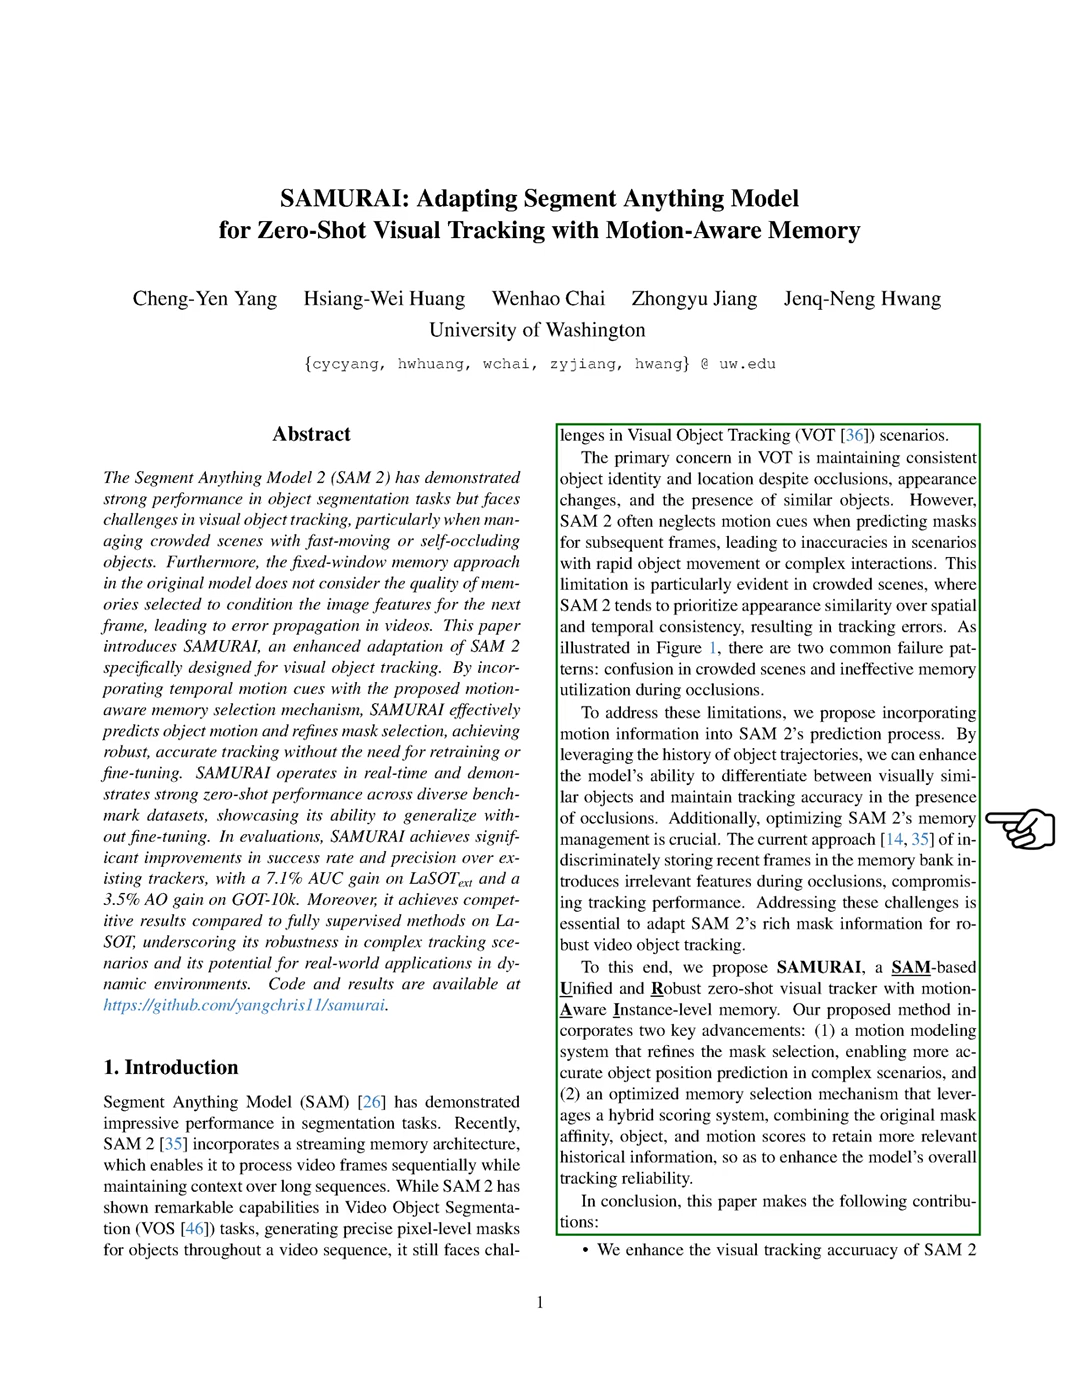 SAMURAI: Adapting Segment Anything Model
for Zero-Shot Visual Tracking with Motion-Aware Memory
Cheng-Yen Yang Hsiang-Wei Huang Wenhao Chai Zhongyu Jiang Jenq-Neng Hwang
University of Washington
{cycyang, hwhuang, wchai, zyjiang, hwang} @ uw.edu
Abstract
The Segment Anything Model 2 (SAM 2) has demonstrated
strong performance in object segmentation tasks but faces
challenges in visual object tracking, particularly when man-
aging crowded scenes with fast-moving or self-occluding
objects. Furthermore, the fixed-window memory approach
in the original model does not consider the quality of mem-
ories selected to condition the image features for the next
frame, leading to error propagation in videos. This paper
introduces SAMURAI, an enhanced adaptation of SAM 2
specifically designed for visual object tracking. By incor-
porating temporal motion cues with the proposed motion-
aware memory selection mechanism, SAMURAI effectively
predicts object motion and refines mask selection, achieving
robust, accurate tracking without the need for retraining or
fine-tuning. SAMURAI operates in real-time and demon-
strates strong zero-shot performance across diverse bench-
mark datasets, showcasing its ability to generalize with-
out fine-tuning. In evaluations, SAMURAI achieves signif-
icant improvements in success rate and precision over ex-
isting trackers, with a 7.1% AUC gain on LaSOText and a
3.5% AO gain on GOT-10k. Moreover, it achieves compet-
itive results compared to fully supervised methods on La-
SOT, underscoring its robustness in complex tracking sce-
narios and its potential for real-world applications in dy-
namic environments. Code and results are available at
https://github.com/yangchris11/samurai.
1. Introduction
Segment Anything Model (SAM) [26] has demonstrated
impressive performance in segmentation tasks. Recently,
SAM 2 [35] incorporates a streaming memory architecture,
which enables it to process video frames sequentially while
maintaining context over long sequences. While SAM 2 has
shown remarkable capabilities in Video Object Segmenta-
tion (VOS [46]) tasks, generating precise pixel-level masks
for objects throughout a video sequence, it still faces chal-
lenges in Visual Object Tracking (VOT [36]) scenarios.
The primary concern in VOT is maintaining consistent
object identity and location despite occlusions, appearance
changes, and the presence of similar objects. However,
SAM 2 often neglects motion cues when predicting masks
for subsequent frames, leading to inaccuracies in scenarios
with rapid object movement or complex interactions. This
limitation is particularly evident in crowded scenes, where
SAM 2 tends to prioritize appearance similarity over spatial
and temporal consistency, resulting in tracking errors. As
illustrated in Figure 1, there are two common failure pat-
terns: confusion in crowded scenes and ineffective memory
utilization during occlusions.
To address these limitations, we propose incorporating
motion information into SAM 2's prediction process. By
leveraging the history of object trajectories, we can enhance
the model's ability to differentiate between visually simi-
lar objects and maintain tracking accuracy in the presence
of occlusions. Additionally, optimizing SAM 2's memory
management is crucial. The current approach [14, 35] of in-
discriminately storing recent frames in the memory bank in-
troduces irrelevant features during occlusions, compromis-
ing tracking performance. Addressing these challenges is
essential to adapt SAM 2's rich mask information for ro-
bust video object tracking.
To this end, we propose SAMURAI, a SAM-based
Unified and Robust zero-shot visual tracker with motion-
Aware Instance-level memory. Our proposed method in-
corporates two key advancements: (1) a motion modeling
system that refines the mask selection, enabling more ac-
curate object position prediction in complex scenarios, and
(2) an optimized memory selection mechanism that lever-
ages a hybrid scoring system, combining the original mask
affinity, object, and motion scores to retain more relevant
historical information, so as to enhance the model's overall
tracking reliability.
In conclusion, this paper makes the following contribu-
tions:
• We enhance the visual tracking accuruacy of SAM 2
1